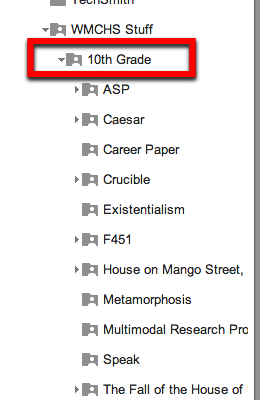 TechSmith
WMCHS Stuff
10th Grade
ASP
Caesar
Career Paper
Crucible
Existentialism
F451
House on Mango Street,
Metamorphosis
Multimodal Research Pro
Speak
The Fall of the House of